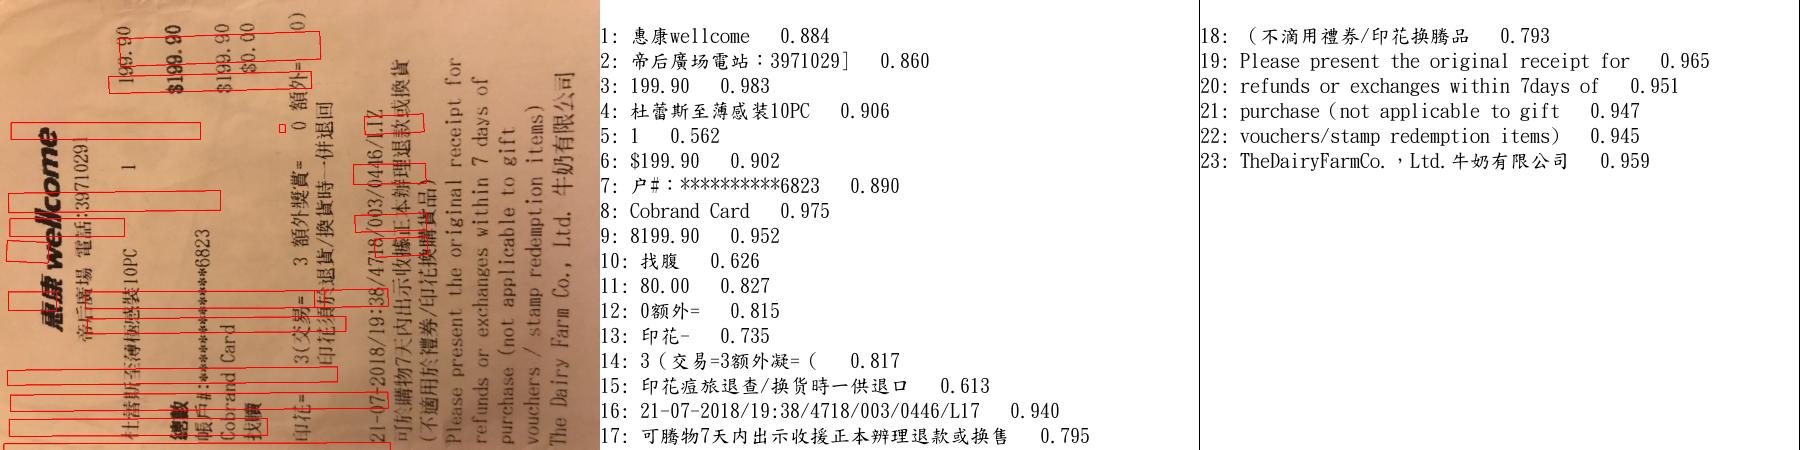 惠康 wellcome
帝后廣場 電話:39710291
杜蕾斯至薄極感裝10PC 1 199.90
總數 $199.90
帳戶#:**********6823
Cobrand Card $199.90
找續 $0.00
印花= 3(交易= 3 額外獎賞= 0 額外= 0)
印花須於退貨/換貨時一併退回
21-07-2018/19:38/4718/003/0446/LIZ
可於購物7天內出示收據正本辦理退款或換貨
(不適用於禮券/印花換購貨品)
Please present the original receipt for
refunds or exchanges within 7 days of
purchase (not applicable to gift
vouchers / stamp redemption items)
The Dairy Farm Co., Ltd. 牛奶有限公司
1: 惠康wellcome 0.884
2: 帝后廣场電站：3971029] 0.860
3: 199.90 0.983
4: 杜蕾斯至薄感装10PC 0.906
5: 1 0.562
6: $199.90 0.902
7: 户#：**********6823 0.890
8: Cobrand Card 0.975
9: 8199.90 0.952
10: 找腹 0.626
11: 80.00 0.827
12: 0额外= 0.815
13: 印花- 0.735
14: 3（交易=3额外凝=（ 0.817
15: 印花痘旅退查/换货時一供退口 0.613
16: 21-07-2018/19:38/4718/003/0446/L17 0.940
17: 可腾物7天内出示收援正本辨理退款或换售 0.795
18: （不滴用禮券/印花换腾品 0.793
19: Please present the original receipt for 0.965
20: refunds or exchanges within 7days of 0.951
21: purchase(not applicable to gift 0.947
22: vouchers/stamp redemption items) 0.945
23: TheDairyFarmCo.，Ltd.牛奶有限公司 0.959